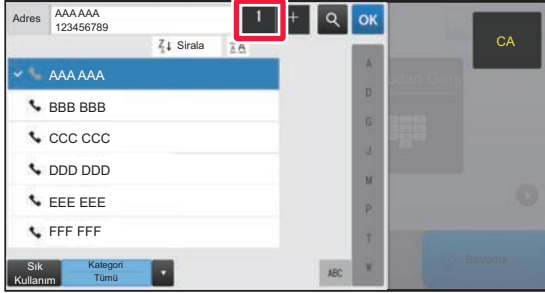 Adres
AAA AAA
123456789
1
+
OK
CA
Sirala
AAA AAA
BBB BBB
CCC CCC
DDD DDD
EEE EEE
FFF FFF
A
D
G
J
M
P
T
W
Sık
Kullanım
Kategori
Tümü
ABC